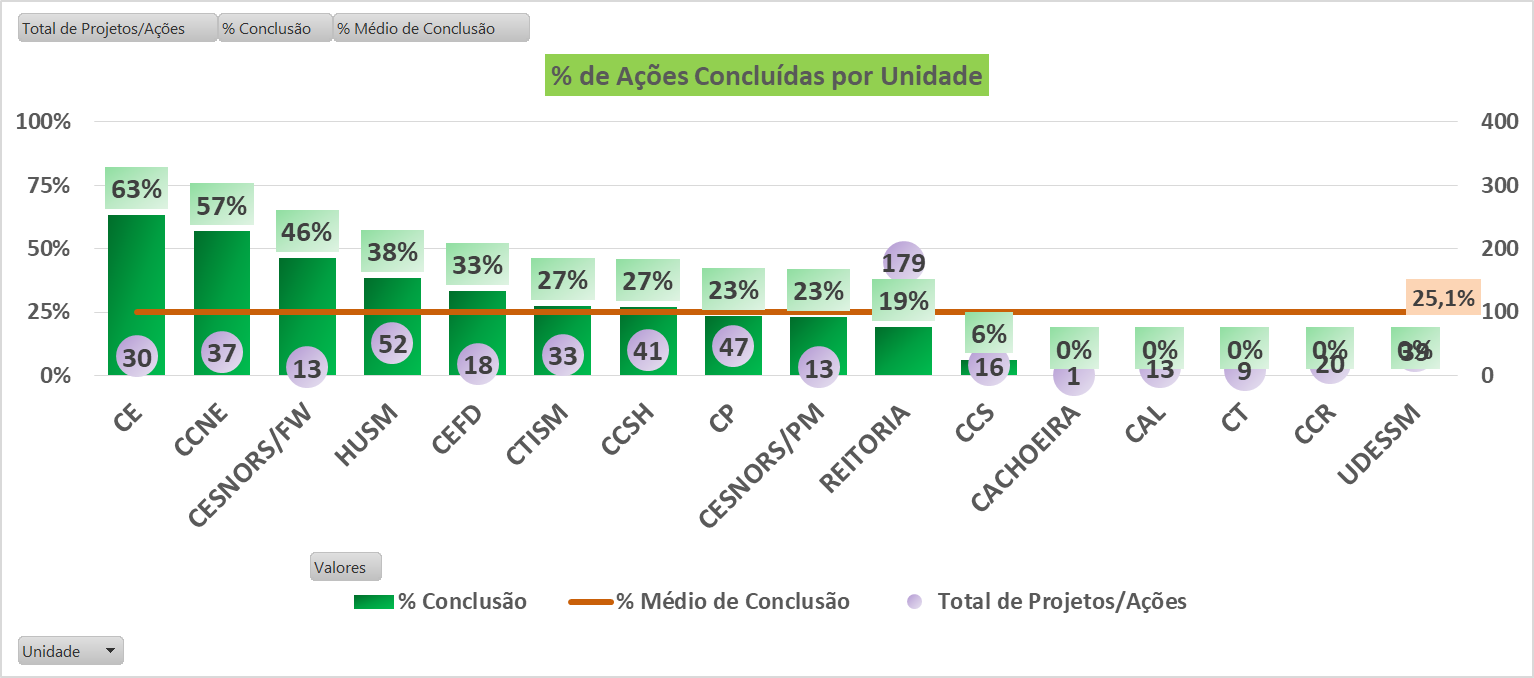 Total de Projetos/Ações % Conclusão % Médio de Conclusão
% de Ações Concluídas por Unidade
100% 400
75% 300
50% 200
25% 100
0% 0
63% 57% 46% 38% 33% 27% 27% 23% 23% 19% 6% 0% 0% 0% 0% 0%
25,1%
30 37 13 52 18 33 41 47 13 179 16 1 13 9 20 39
CE CCNE CESNORS/FW HUSM CEFD CTISM CCSH CP CESNORS/PM REITORIA CCS CACHOEIRA CAL CT CCR UDESSM
Valores
% Conclusão % Médio de Conclusão Total de Projetos/Ações
Unidade